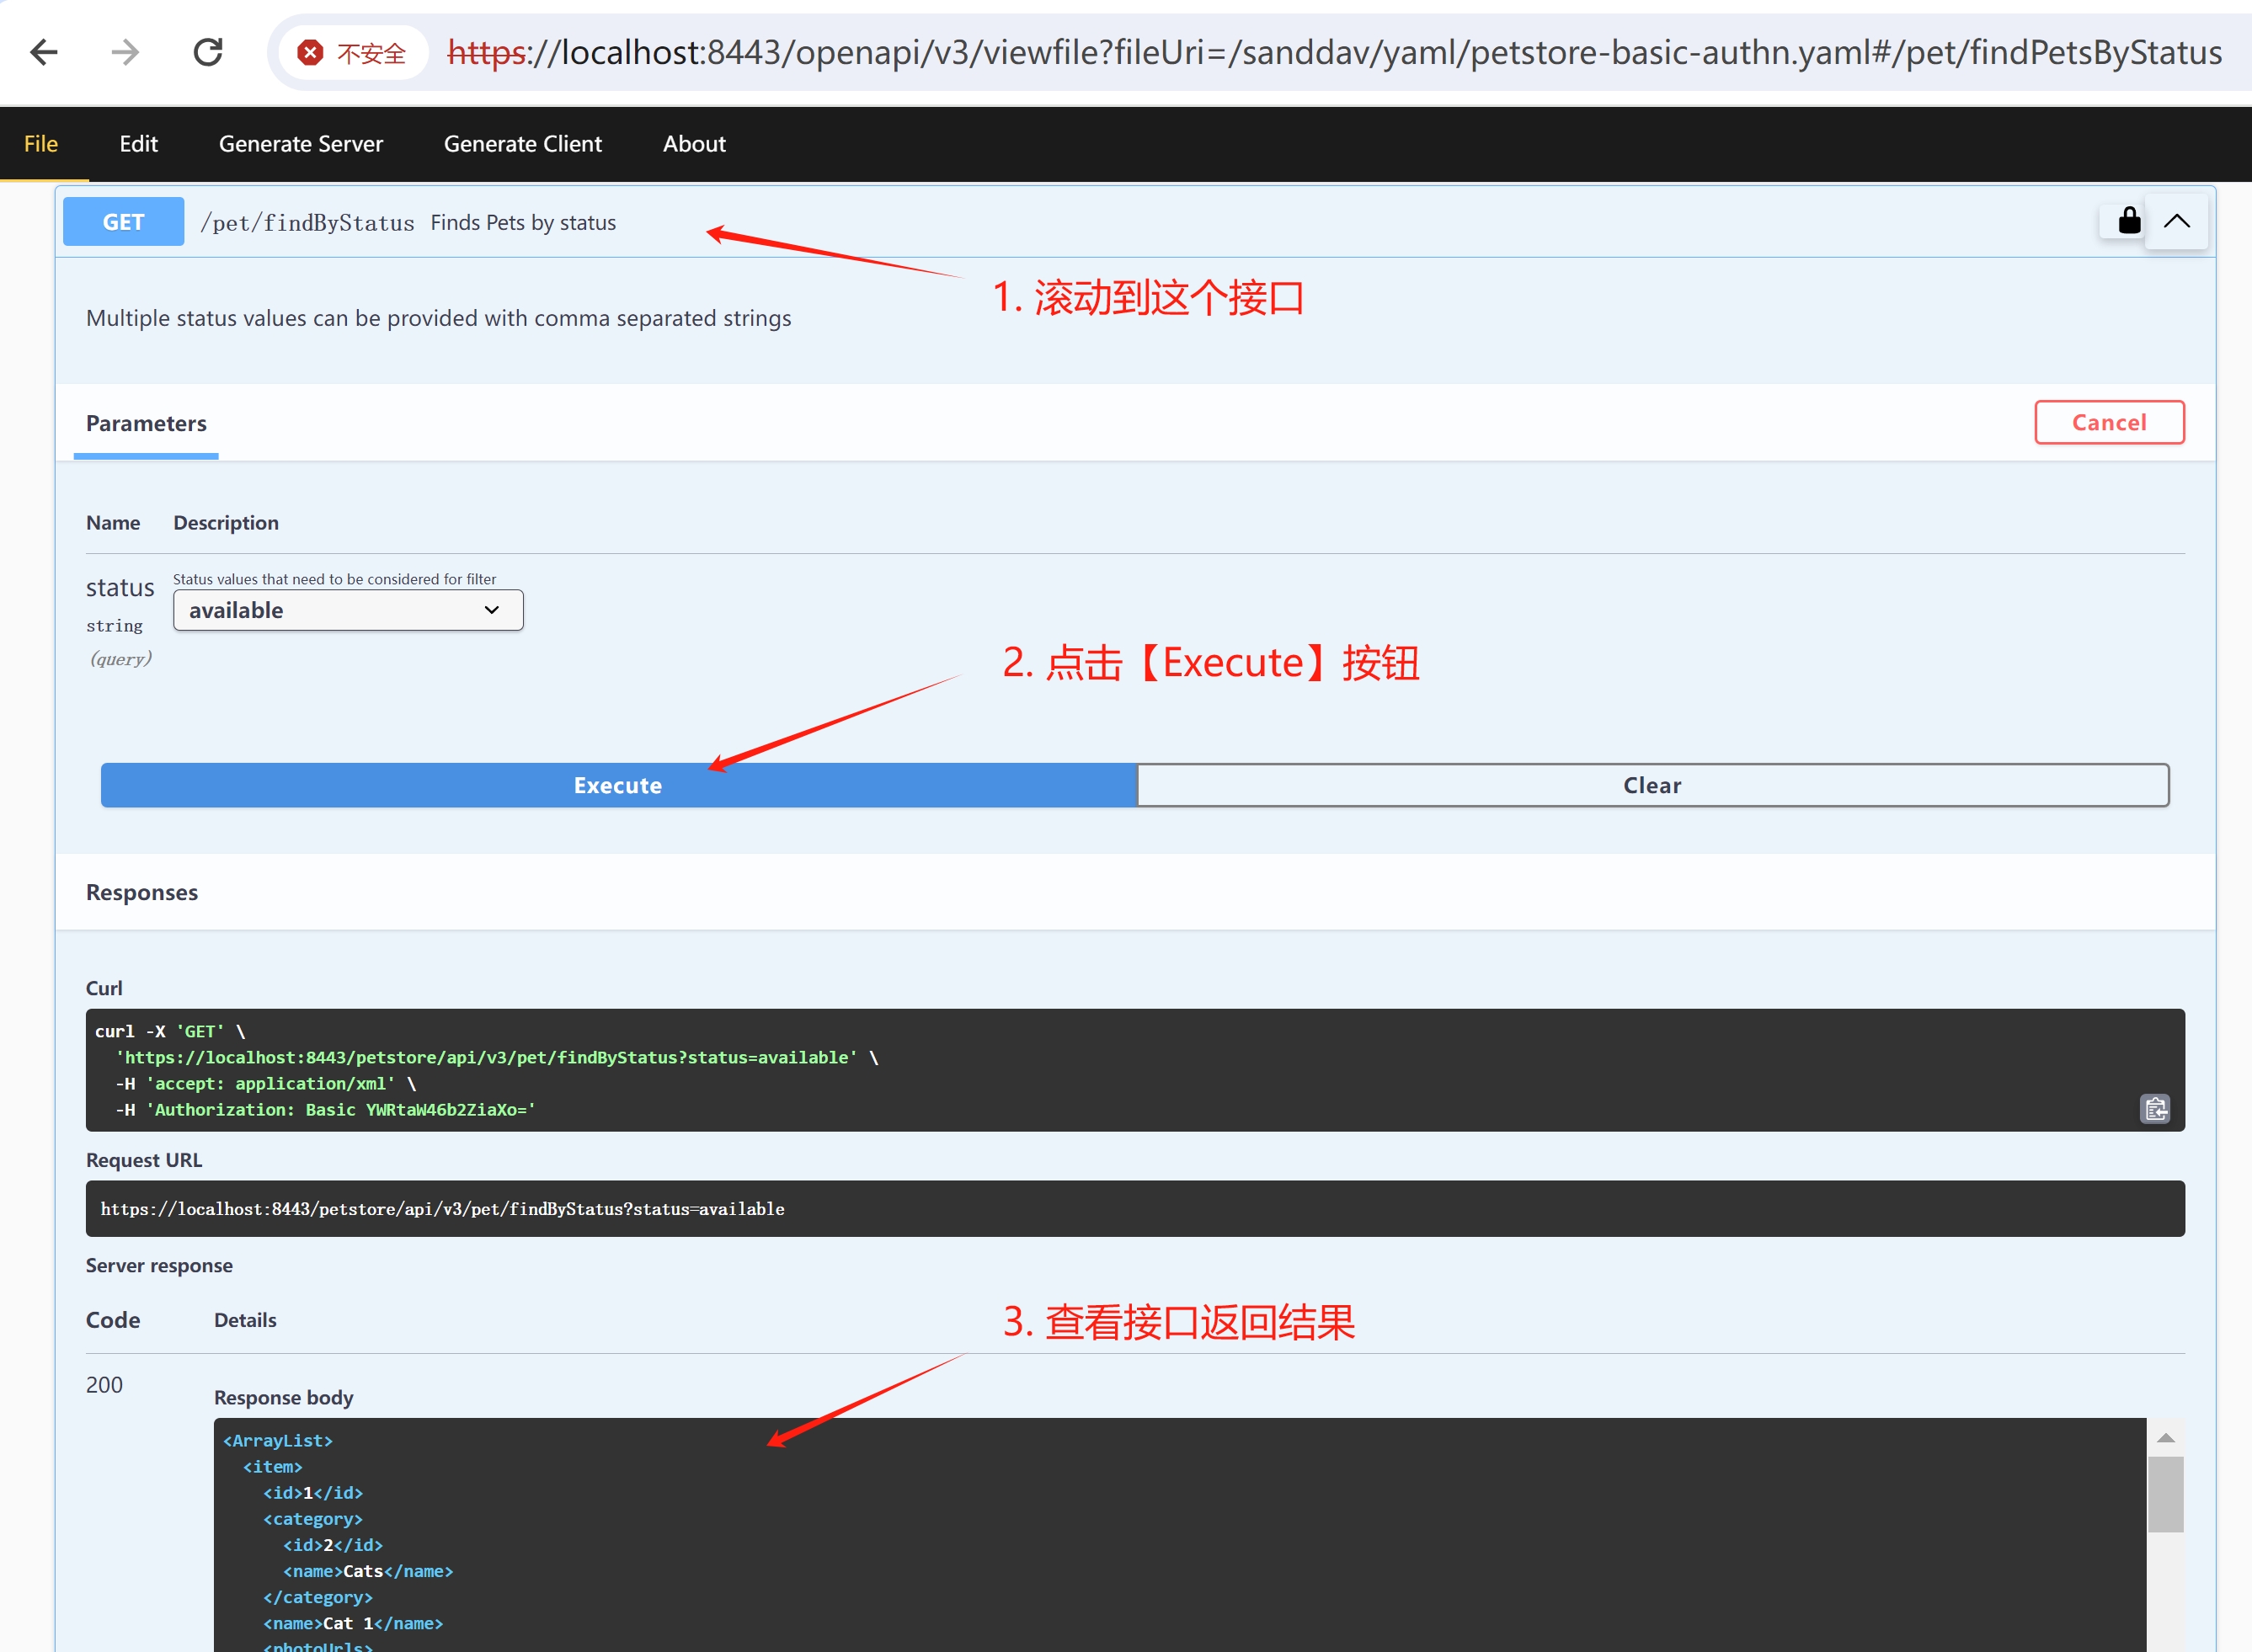 不安全 https://localhost:8443/openapi/v3/viewfile?fileUri=/sanddav/yaml/petstore-basic-authn.yaml#/pet/findPetsByStatus
File Edit Generate Server Generate Client About
GET /pet/findByStatus Finds Pets by status
1. 滚动到这个接口
Multiple status values can be provided with comma separated strings
Parameters Cancel
Name Description
status Status values that need to be considered for filter
available
string
(query)
2. 点击【Execute】按钮
Execute Clear
Responses
Curl
curl -X 'GET' \
'https://localhost:8443/petstore/api/v3/pet/findByStatus?status=available' \
-H 'accept: application/xml' \
-H 'Authorization: Basic YWRtaW46b2ZiaXo='
Request URL
https://localhost:8443/petstore/api/v3/pet/findByStatus?status=available
Server response
Code Details
3. 查看接口返回结果
200
Response body
<ArrayList>
<item>
<id>1</id>
<category>
<id>2</id>
<name>Cats</name>
</category>
<name>Cat 1</name>
<photoUrls>